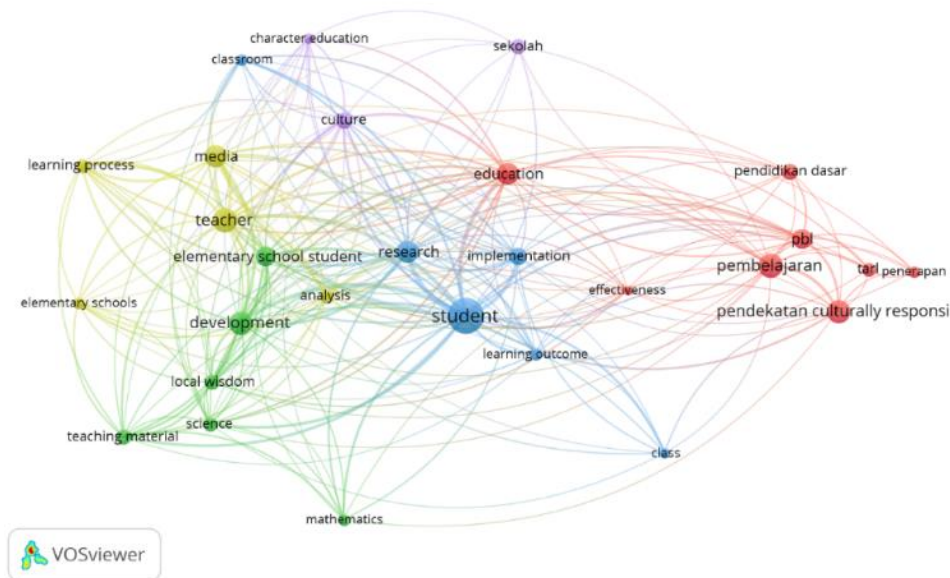 character education
sekolah
classroom
culture
media
learning process
education
pendidikan dasar
teacher
pbl
research
implementation
elementary school student
pembelajaran
tarl
penerapan
effectiveness
analysis
elementary schools
pendekatan culturally responsi
student
development
learning outcome
local wisdom
science
teaching material
class
mathematics
VOSviewer